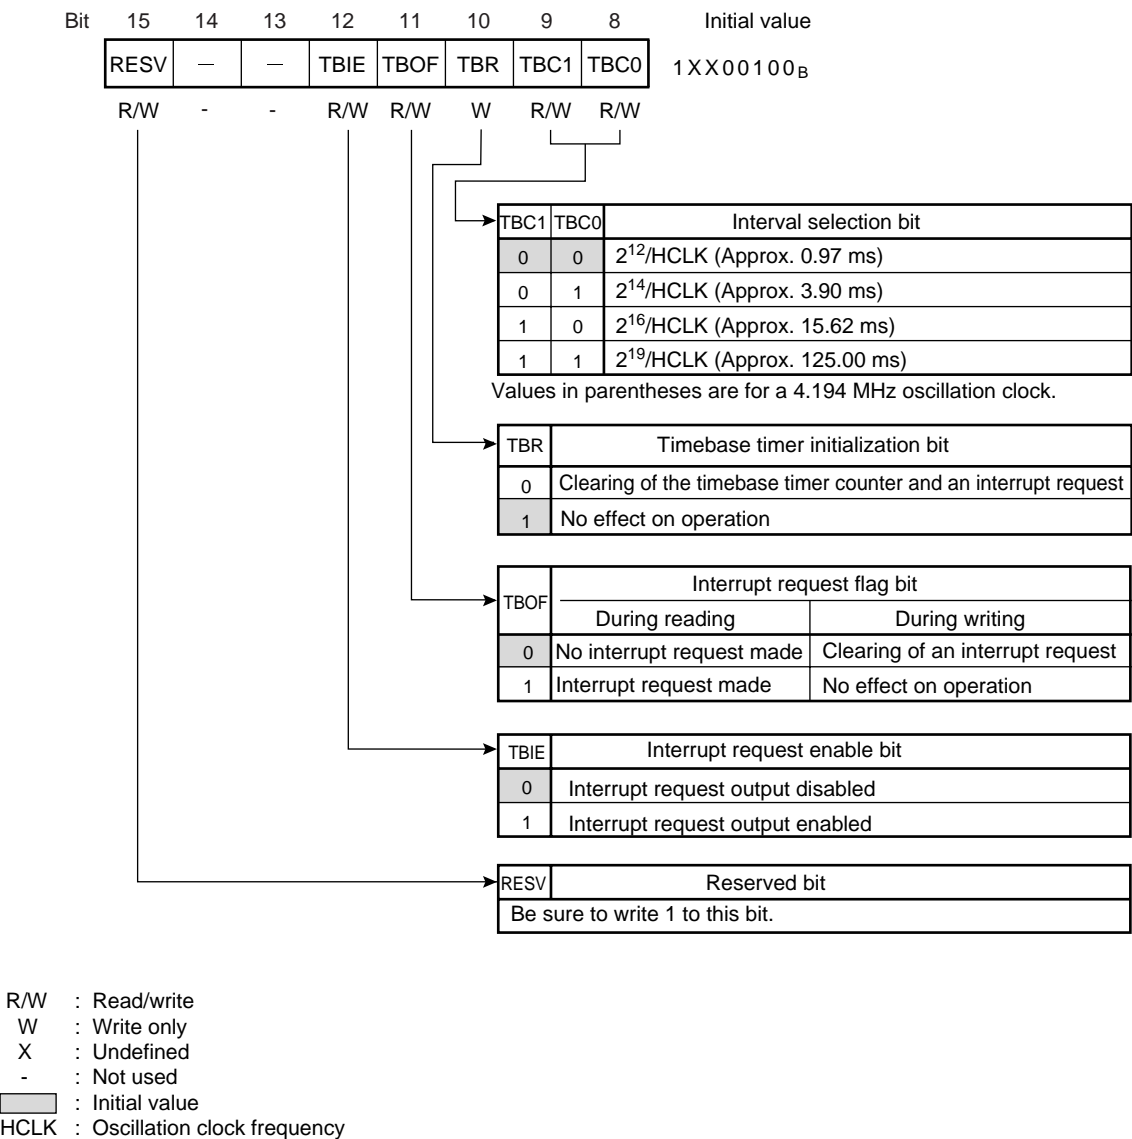 Bit 15 14 13 12 11 10 9 8 Initial value
RESV — — TBIE TBOF TBR TBC1 TBC0 1XX00100B
R/W - - R/W R/W W R/W R/W
TBC1 TBC0 Interval selection bit
0 0 2^12/HCLK (Approx. 0.97 ms)
0 1 2^14/HCLK (Approx. 3.90 ms)
1 0 2^16/HCLK (Approx. 15.62 ms)
1 1 2^19/HCLK (Approx. 125.00 ms)
Values in parentheses are for a 4.194 MHz oscillation clock.
TBR Timebase timer initialization bit
0 Clearing of the timebase timer counter and an interrupt request
1 No effect on operation
TBOF Interrupt request flag bit
During reading During writing
0 No interrupt request made Clearing of an interrupt request
1 Interrupt request made No effect on operation
TBIE Interrupt request enable bit
0 Interrupt request output disabled
1 Interrupt request output enabled
RESV Reserved bit
Be sure to write 1 to this bit.
R/W : Read/write
W : Write only
X : Undefined
- : Not used
: Initial value
HCLK : Oscillation clock frequency